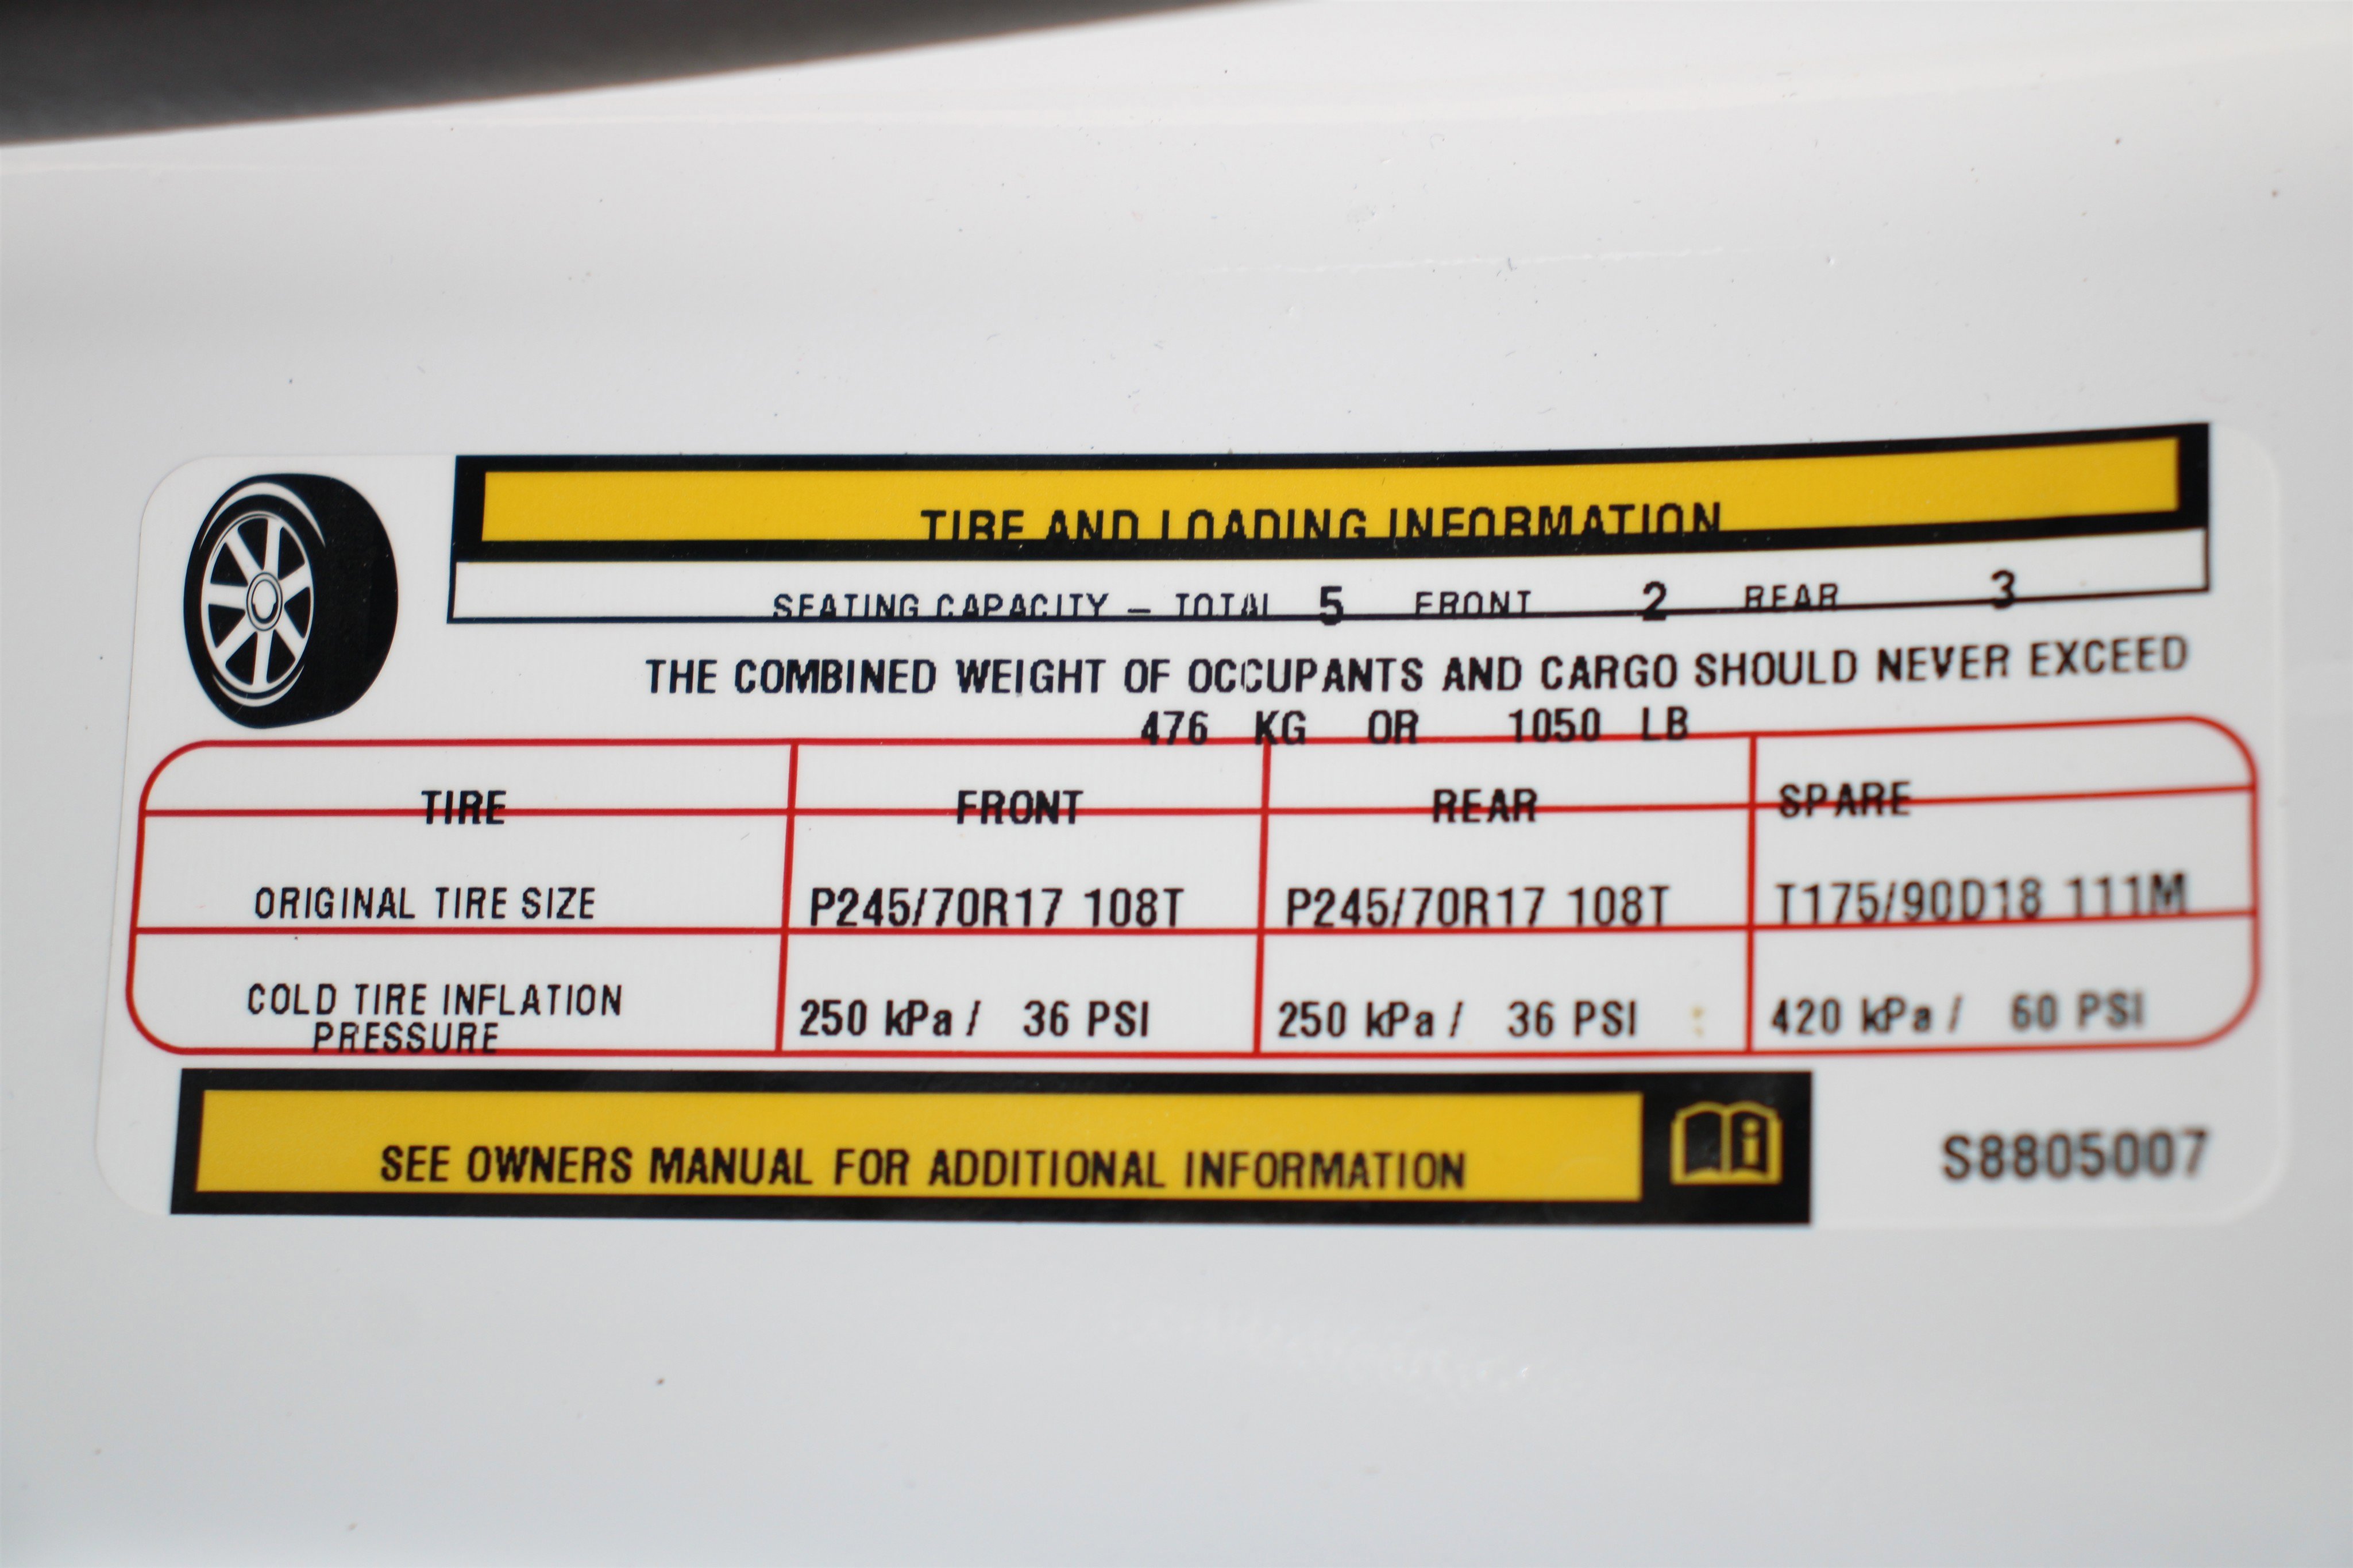 TIRE AND LOADING INFORMATION
SEATING CAPACITY – TOTAL 5 FRONT 2 REAR 3
THE COMBINED WEIGHT OF OCCUPANTS AND CARGO SHOULD NEVER EXCEED
476 KG OR 1050 LB
TIRE FRONT REAR SPARE
ORIGINAL TIRE SIZE P245/70R17 108T P245/70R17 108T T175/90D18 111M
COLD TIRE INFLATION PRESSURE 250 kPa / 36 PSI 250 kPa / 36 PSI 420 kPa / 60 PSI
SEE OWNERS MANUAL FOR ADDITIONAL INFORMATION
S8805007